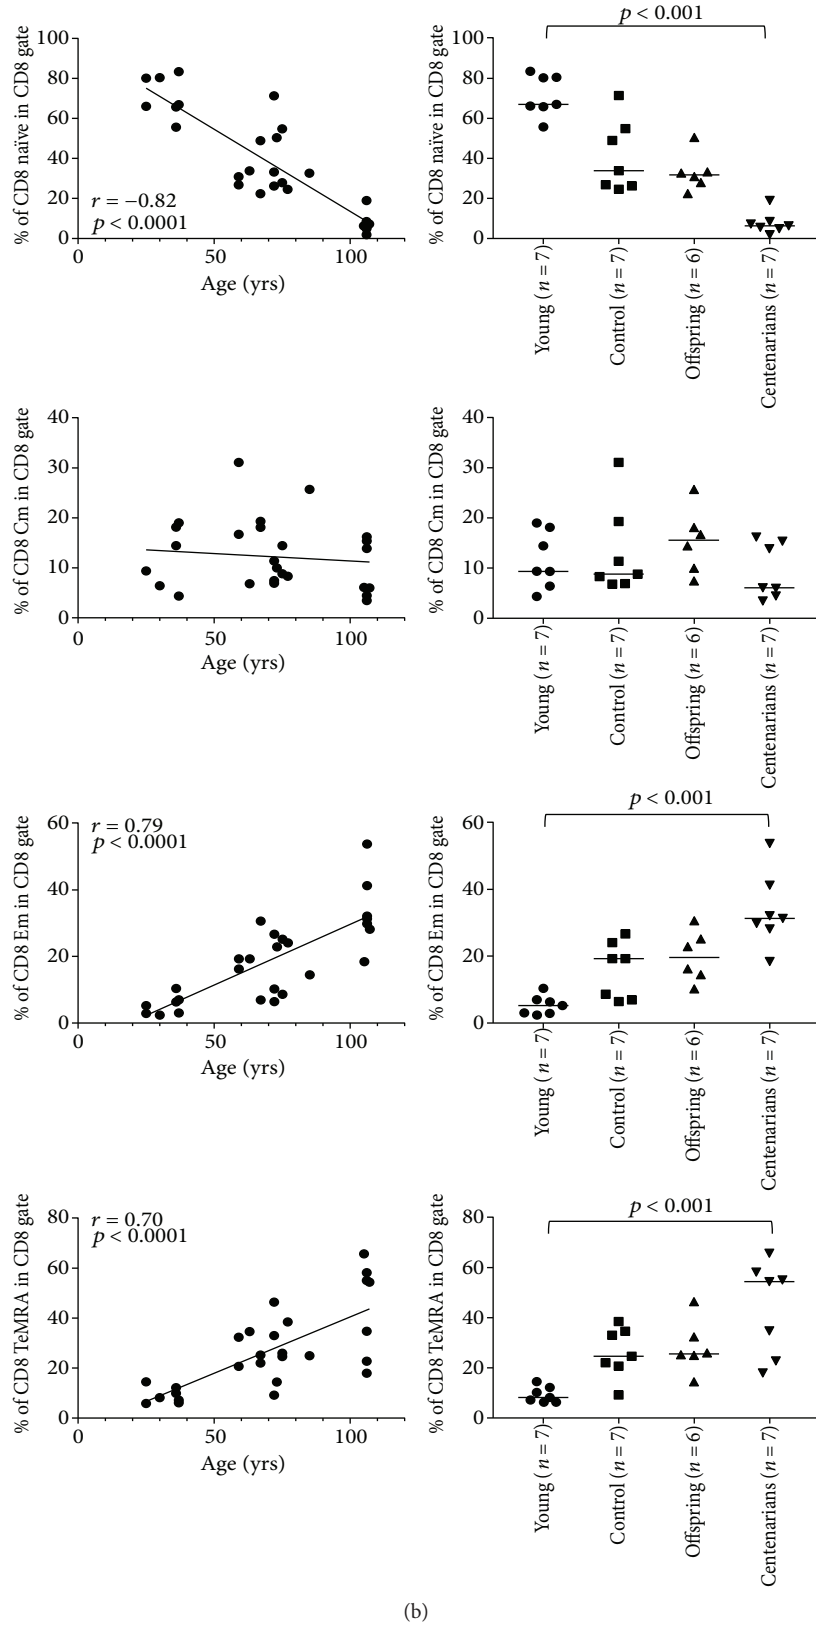 p < 0.001
% of CD8 naïve in CD8 gate
100
80
60
40
20
0
r = −0.82
p < 0.0001
0
50
100
Age (yrs)
% of CD8 naïve in CD8 gate
100
80
60
40
20
0
Young (n = 7)
Control (n = 7)
Offspring (n = 6)
Centenarians (n = 7)
% of CD8 Cm in CD8 gate
40
30
20
10
0
0
50
100
Age (yrs)
% of CD8 Cm in CD8 gate
40
30
20
10
0
Young (n = 7)
Control (n = 7)
Offspring (n = 6)
Centenarians (n = 7)
% of CD8 Em in CD8 gate
60
40
20
0
r = 0.79
p < 0.0001
0
50
100
Age (yrs)
p < 0.001
% of CD8 Em in CD8 gate
60
40
20
0
Young (n = 7)
Control (n = 7)
Offspring (n = 6)
Centenarians (n = 7)
% of CD8 TeMRA in CD8 gate
80
60
40
20
0
r = 0.70
p < 0.0001
0
50
100
Age (yrs)
p < 0.001
% of CD8 TeMRA in CD8 gate
80
60
40
20
0
Young (n = 7)
Control (n = 7)
Offspring (n = 6)
Centenarians (n = 7)
(b)